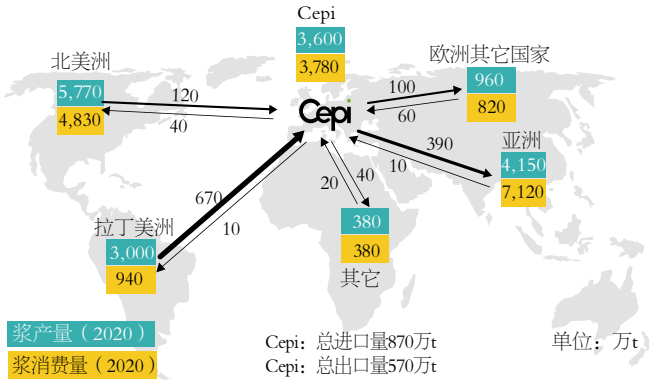 Cepi
3,600
3,780
北美洲
5,770
4,830
120
40
Cepi
欧洲其它国家
960
820
100
60
亚洲
4,150
7,120
390
10
670
10
20
40
拉丁美洲
3,000
940
380
380
其它
浆产量（2020）
浆消费量（2020）
Cepi：总进口量870万t
Cepi：总出口量570万t
单位：万t